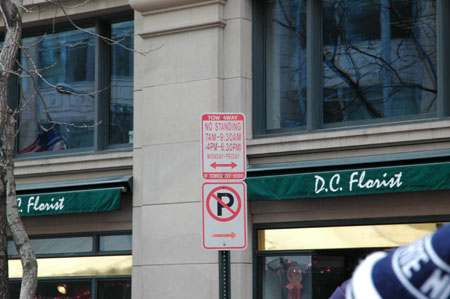 TOW AWAY
NO STANDING
7AM-9:30AM
4PM-6:30PM
MONDAY-FRIDAY
P
D.C. Florist
C. Florist